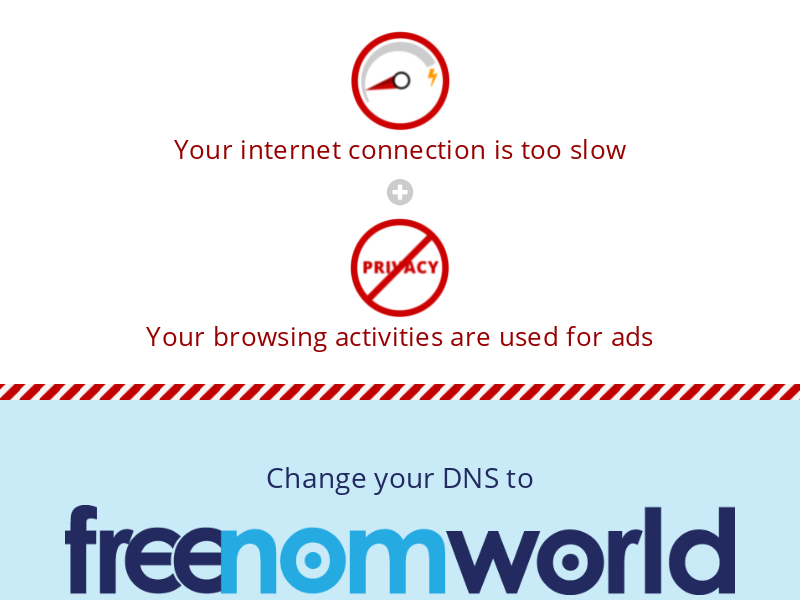 Your internet connection is too slow
PRIVACY
Your browsing activities are used for ads
Change your DNS to
freenomworld